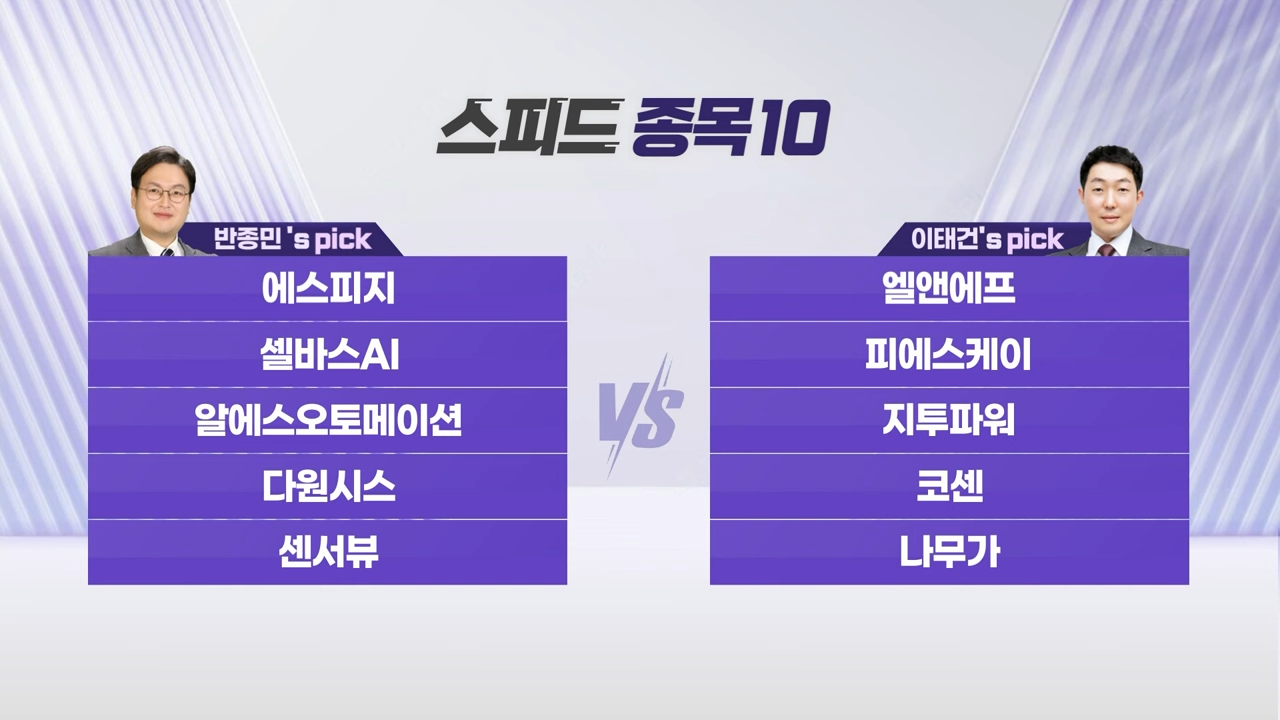 스피드 종목10
반종민 's pick
에스피지
셀바스AI
알에스오토메이션
다원시스
센서뷰
VS
이태건's pick
엘앤에프
피에스케이
지투파워
코센
나무가